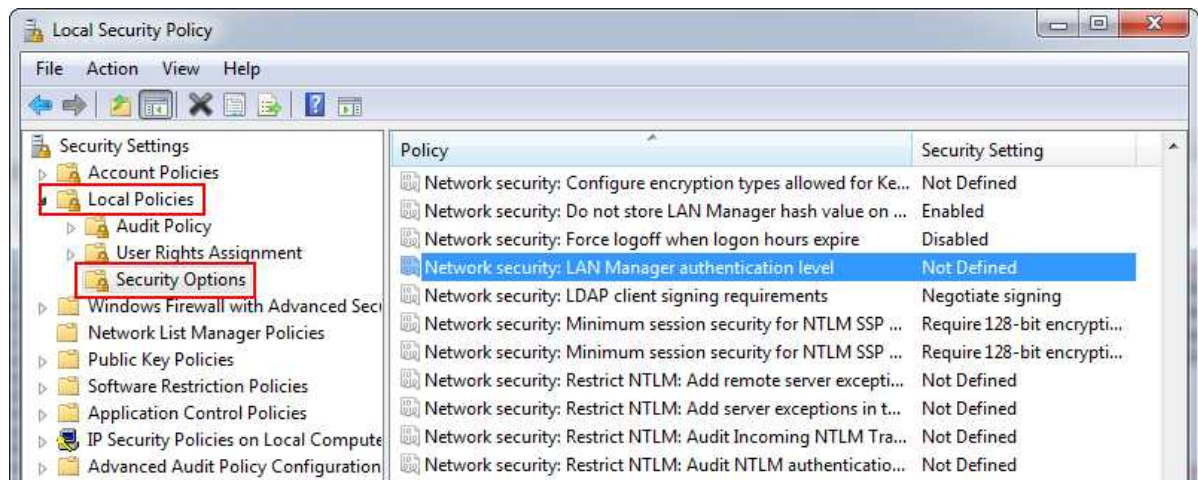 Local Security Policy
File Action View Help
Security Settings
Account Policies
Local Policies
Audit Policy
User Rights Assignment
Security Options
Windows Firewall with Advanced Secu
Network List Manager Policies
Public Key Policies
Software Restriction Policies
Application Control Policies
IP Security Policies on Local Compute
Advanced Audit Policy Configuration
Policy Security Setting
Network security: Configure encryption types allowed for Ke... Not Defined
Network security: Do not store LAN Manager hash value on ... Enabled
Network security: Force logoff when logon hours expire Disabled
Network security: LAN Manager authentication level Not Defined
Network security: LDAP client signing requirements Negotiate signing
Network security: Minimum session security for NTLM SSP ... Require 128-bit encrypti...
Network security: Minimum session security for NTLM SSP ... Require 128-bit encrypti...
Network security: Restrict NTLM: Add remote server excepti... Not Defined
Network security: Restrict NTLM: Add server exceptions in t... Not Defined
Network security: Restrict NTLM: Audit Incoming NTLM Tra... Not Defined
Network security: Restrict NTLM: Audit NTLM authenticatio... Not Defined